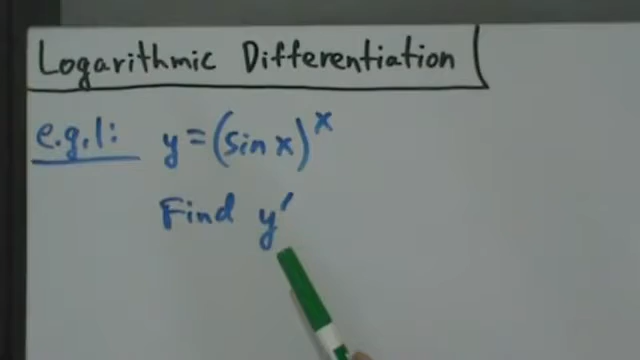 Logarithmic Differentiation
e.g.1: y=(sin x)^x
Find y'